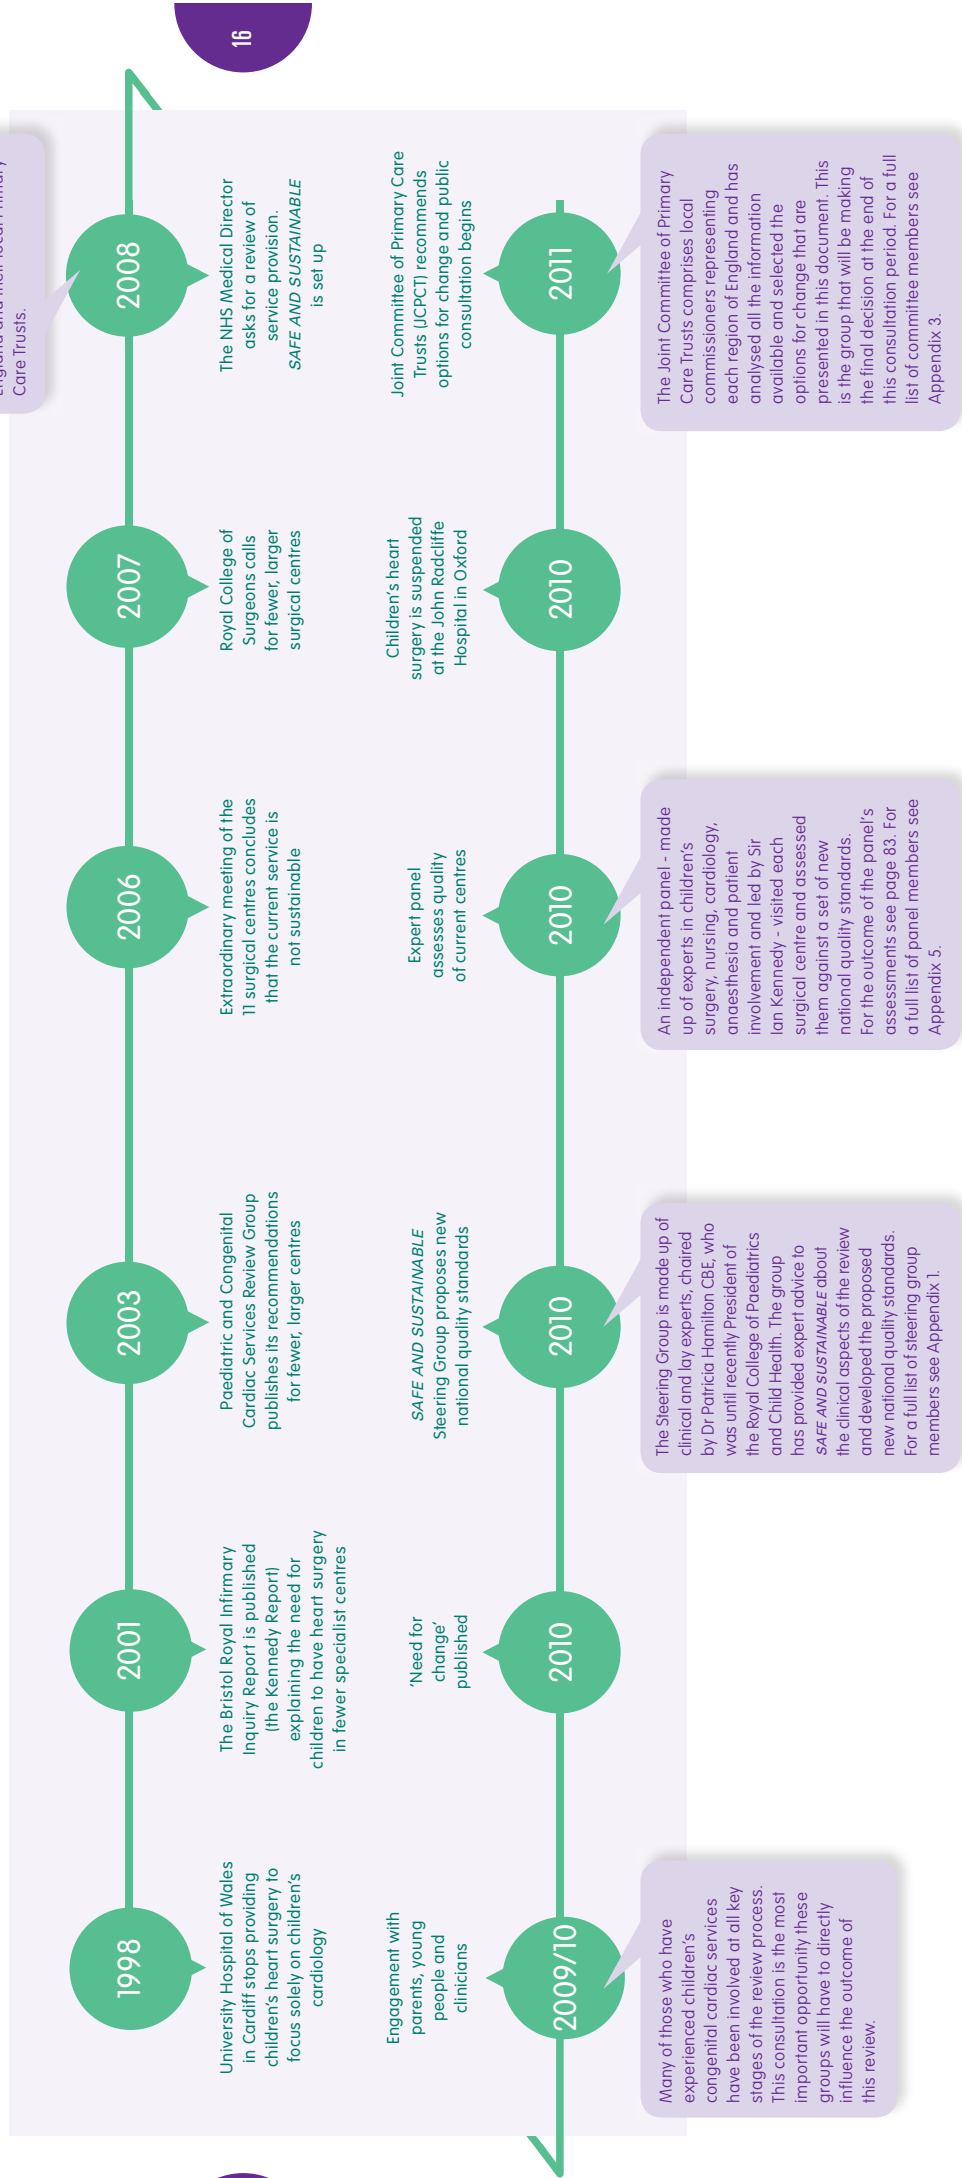 1998
University Hospital of Wales
in Cardiff stops providing
children's heart surgery to
focus solely on children's
cardiology
2001
The Bristol Royal Infirmary
Inquiry Report is published
(the Kennedy Report)
explaining the need for
children to have heart surgery
in fewer specialist centres
2003
Paediatric and Congenital
Cardiac Services Review Group
publishes its recommendations
for fewer, larger centres
2006
Extraordinary meeting of the
11 surgical centres concludes
that the current service is
not sustainable
2007
Royal College of
Surgeons calls
for fewer, larger
surgical centres
2008
The NHS Medical Director
asks for a review of
service provision.
SAFE AND SUSTAINABLE
is set up
England and their local Primary
Care Trusts.
Engagement with
parents, young
people and
clinicians
2009/10
Many of those who have
experienced children's
congenital cardiac services
have been involved at all key
stages of the review process.
This consultation is the most
important opportunity these
groups will have to directly
influence the outcome of
this review.
'Need for
change'
published
2010
SAFE AND SUSTAINABLE
Steering Group proposes new
national quality standards
2010
The Steering Group is made up of
clinical and lay experts, chaired
by Dr Patricia Hamilton CBE, who
was until recently President of
the Royal College of Paediatrics
and Child Health. The group
has provided expert advice to
SAFE AND SUSTAINABLE about
the clinical aspects of the review
and developed the proposed
new national quality standards.
For a full list of steering group
members see Appendix 1.
Expert panel
assesses quality
of current centres
2010
An independent panel - made
up of experts in children's
surgery, nursing, cardiology,
anaesthesia and patient
involvement and led by Sir
Ian Kennedy - visited each
surgical centre and assessed
them against a set of new
national quality standards.
For the outcome of the panel's
assessments see page 83. For
a full list of panel members see
Appendix 5.
Children's heart
surgery is suspended
at the John Radcliffe
Hospital in Oxford
2010
Joint Committee of Primary Care
Trusts (JCPCT) recommends
options for change and public
consultation begins
2011
The Joint Committee of Primary
Care Trusts comprises local
commissioners representing
each region of England and has
analysed all the information
available and selected the
options for change that are
presented in this document. This
is the group that will be making
the final decision at the end of
this consultation period. For a full
list of committee members see
Appendix 3.
16